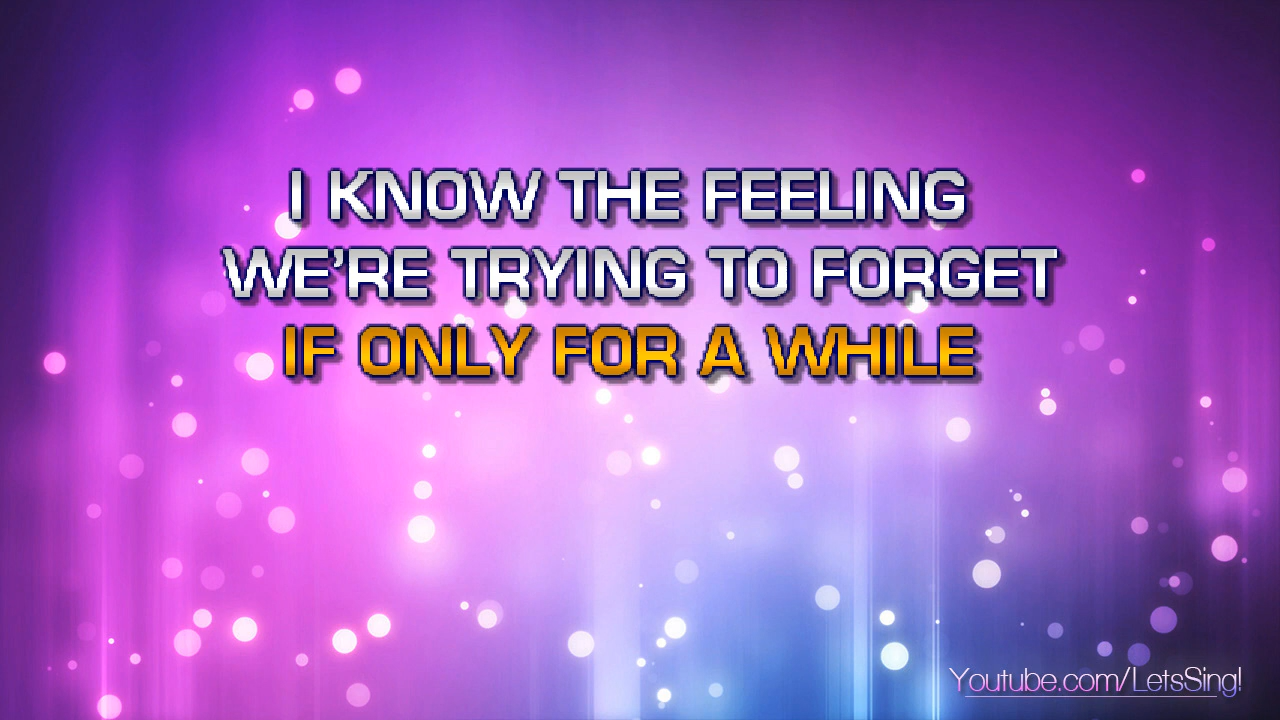 I KNOW THE FEELING
WE'RE TRYING TO FORGET
IF ONLY FOR A WHILE
Youtube.com/LetsSing!